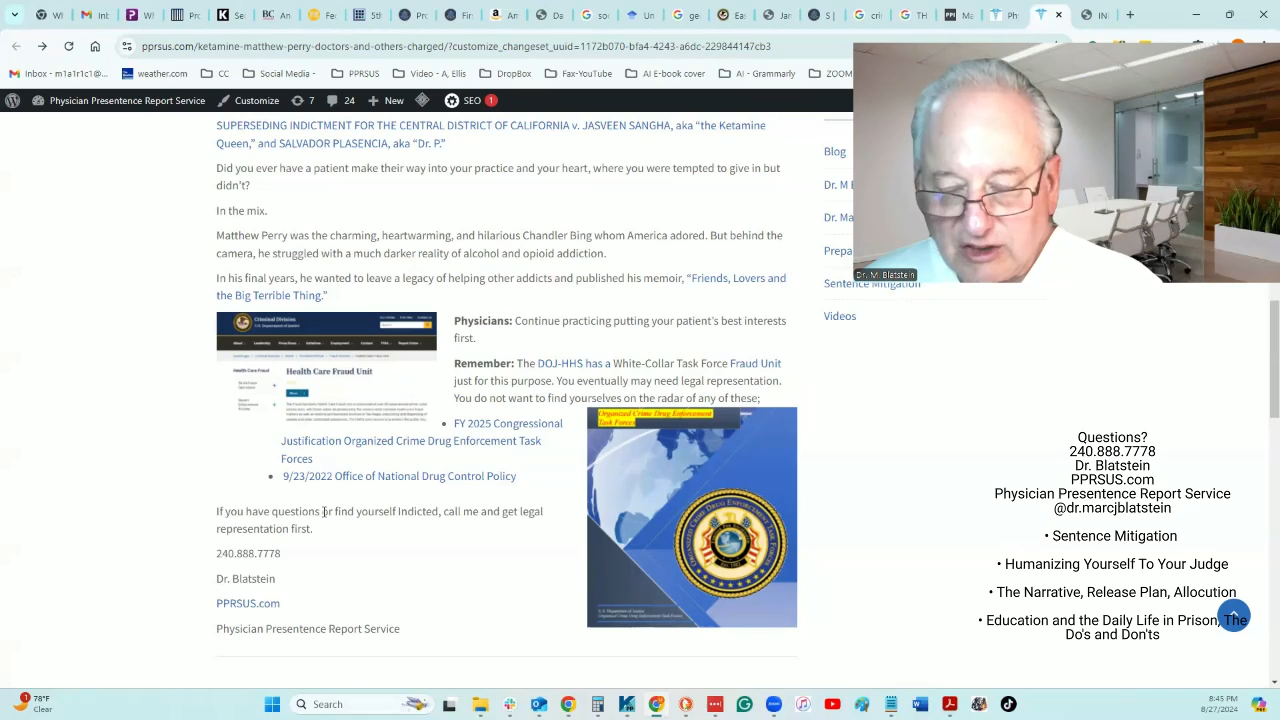 pprsus.com/ketamine-matthew-perry-doctors-and-others-charged/?customize_changeset_uuid=1172b070-bfa4-4243-a6dc-229844147cb3
Inbox - m1a1r1c1@... weather.com CC Social Media - PPRSUS Video - A, Ellis DropBox Fax-YouTube AI E-book cover AI - Grammarly ZOOM
Physician Presentence Report Service Customize 7 24 New SEO 1
SUPERSEDING INDICTMENT FOR THE CENTRAL DISTRICT OF CALIFORNIA v. JASVEEN SANGHA, aka “the Ketamine
Queen,” and SALVADOR PLASENCIA, aka “Dr. P.”
Did you ever have a patient make their way into your practice and your heart, where you were tempted to give in but
didn’t?
In the mix.
Matthew Perry was the charming, heartwarming, and hilarious Chandler Bing whom America adored. But behind the
camera, he struggled with a much darker reality of alcohol and opioid addiction.
In his final years, he wanted to leave a legacy of helping other addicts and published his memoir, “Friends, Lovers and
the Big Terrible Thing.”
Criminal Division
U.S. Department of Justice
Health Care Fraud Unit
Health Care Fraud Unit
Physicians: Continue practicing putting your patient’s best interests
first.
Remember: The DOJ-HHS has a White-Collar Task Force Fraud Unit
just for this purpose. You eventually may need legal representation.
You do not want to find yourselves on the radar of any of these.
• FY 2025 Congressional
Justification Organized Crime Drug Enforcement Task
Forces
• 9/23/2022 Office of National Drug Control Policy
Organized Crime Drug Enforcement
Task Forces
If you have questions or find yourself Indicted, call me and get legal
representation first.
240.888.7778
Dr. Blatstein
PPRSUS.com
Physician Presentence Report Service
Blog
Dr. M B
Dr. Ma
Prepa
Sentence Mitigation
Videos
Dr. M. Blatstein
Questions?
240.888.7778
Dr. Blatstein
PPRSUS.com
Physician Presentence Report Service
@dr.marcjblatstein
• Sentence Mitigation
• Humanizing Yourself To Your Judge
• The Narrative, Release Plan, Allocution
• Education and the Daily Life in Prison, The
Do's and Don'ts
1 78°F
Clear
Search
8:45 PM
8/27/2024